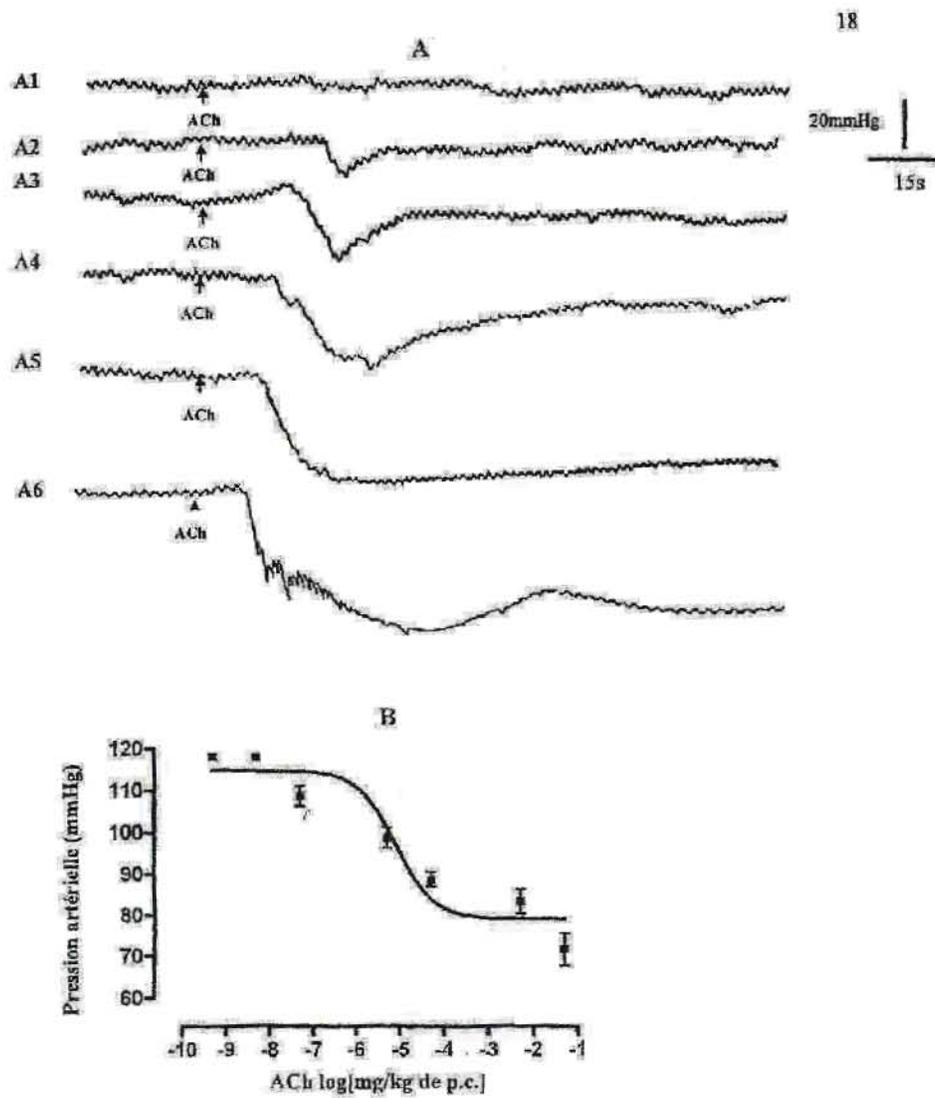 18
A
A1
ACh
A2
20mmHg
ACh
15s
A3
ACh
A4
ACh
A5
ACh
A6
ACh
B
Pression artérielle (mmHg)
120
110
100
90
80
70
60
-10 -9 -8 -7 -6 -5 -4 -3 -2 -1
ACh log[mg/kg de p.c.]